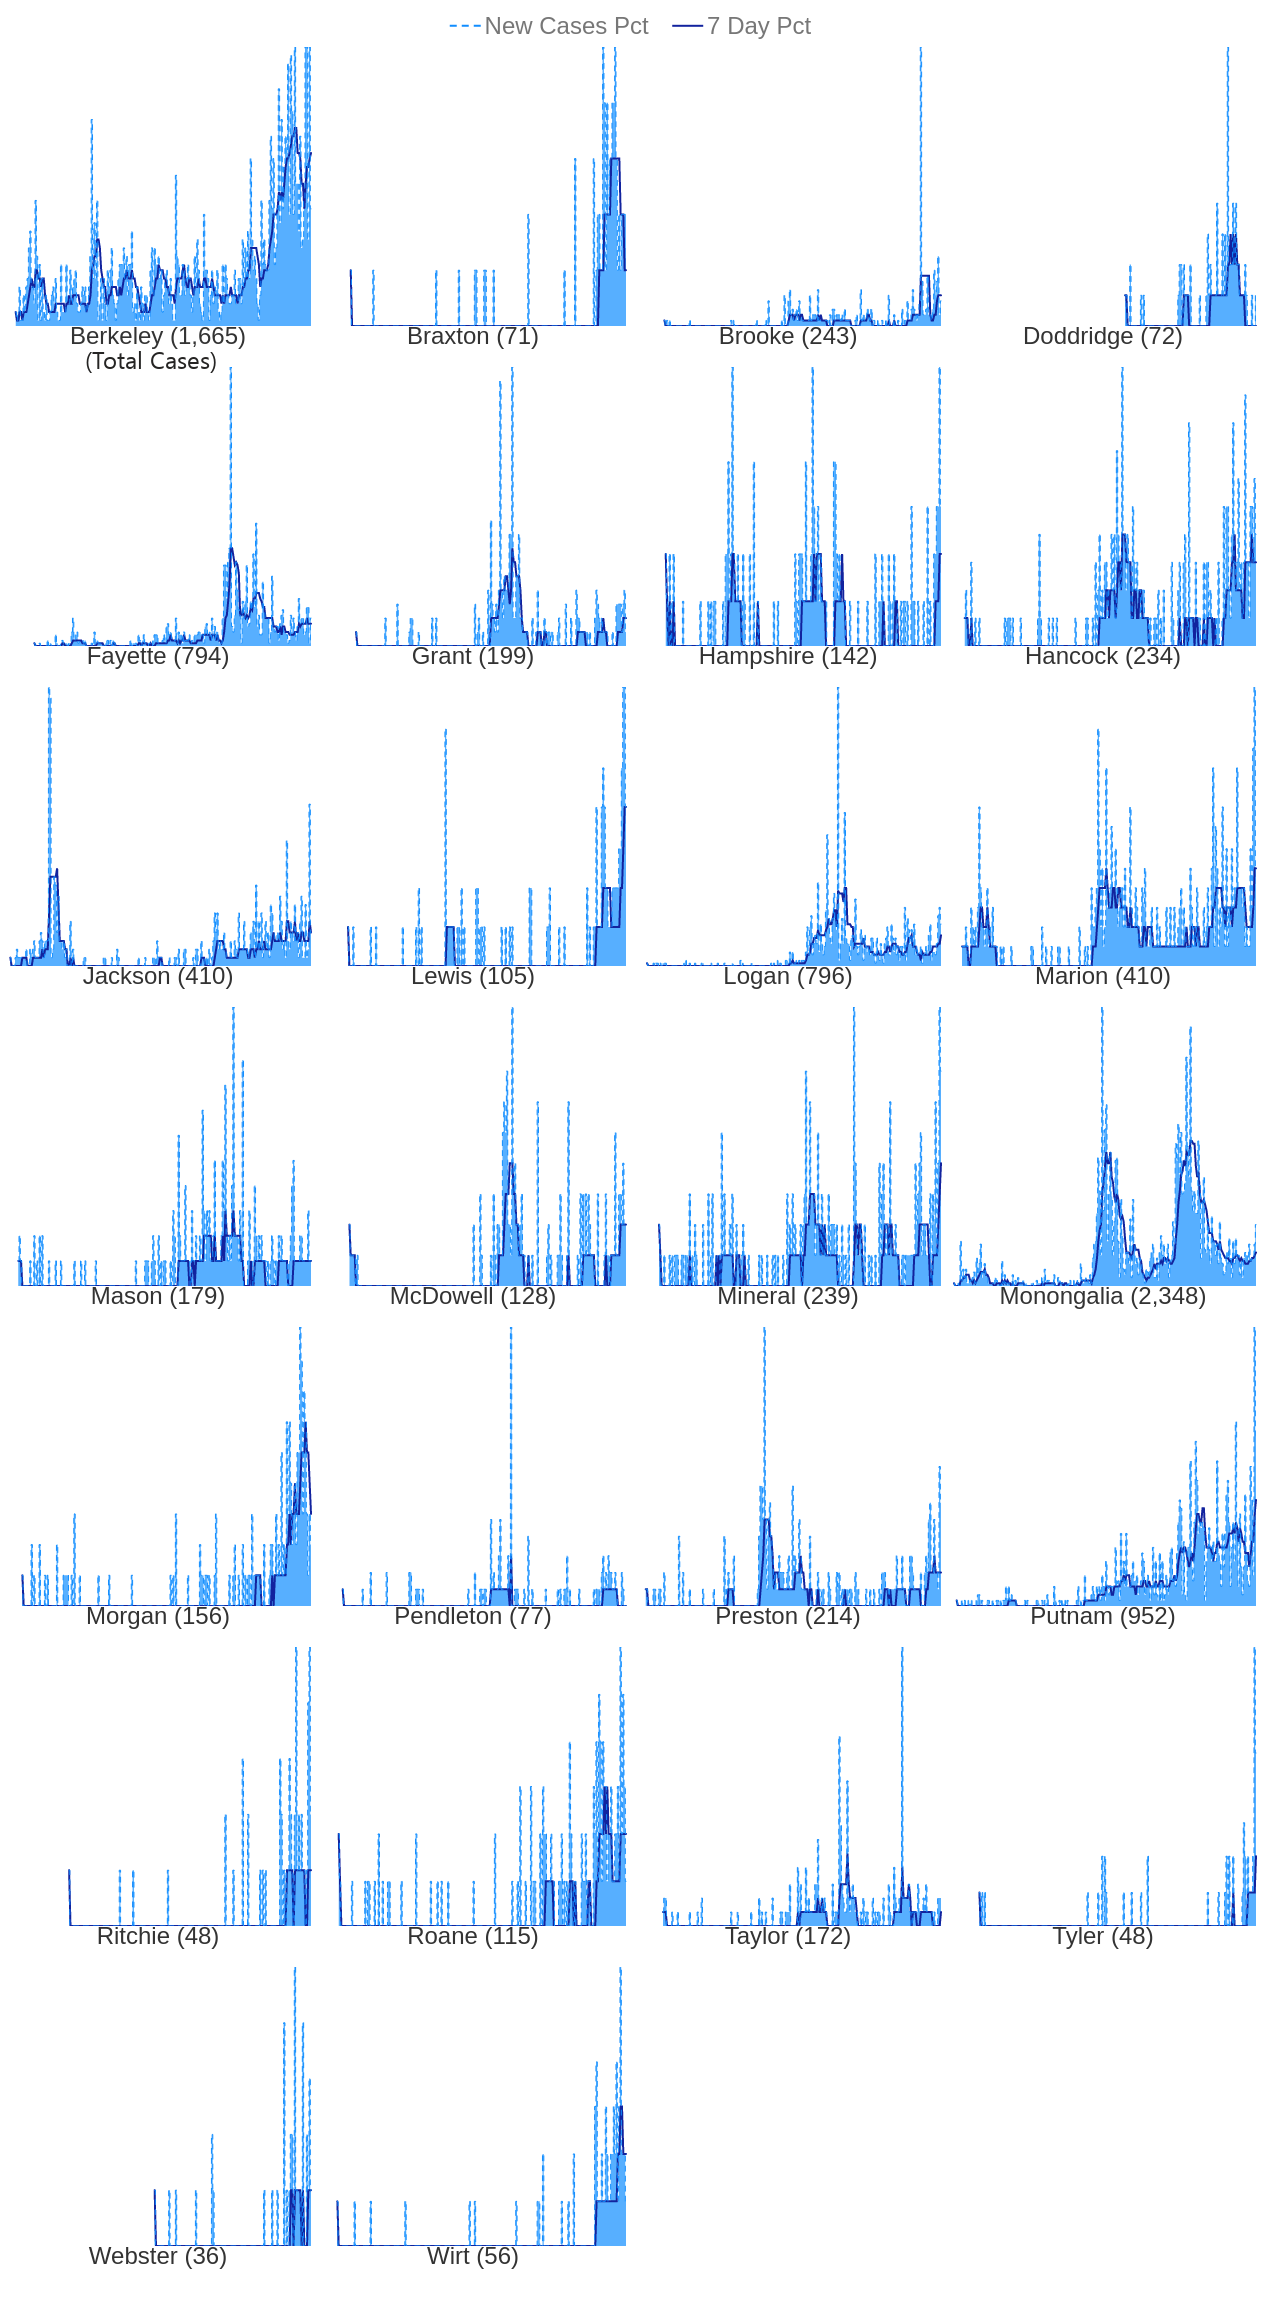 New Cases Pct 7 Day Pct
Berkeley (1,665) Braxton (71) Brooke (243) Doddridge (72)
(Total Cases)
Fayette (794) Grant (199) Hampshire (142) Hancock (234)
Jackson (410) Lewis (105) Logan (796) Marion (410)
Mason (179) McDowell (128) Mineral (239) Monongalia (2,348)
Morgan (156) Pendleton (77) Preston (214) Putnam (952)
Ritchie (48) Roane (115) Taylor (172) Tyler (48)
Webster (36) Wirt (56)